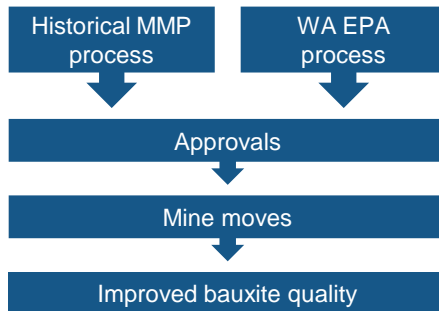 Historical MMP
process
WA EPA
process
Approvals
Mine moves
Improved bauxite quality